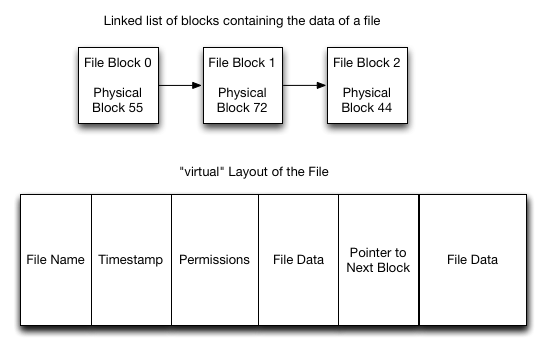 Linked list of blocks containing the data of a file
File Block 0
Physical
Block 55
File Block 1
Physical
Block 72
File Block 2
Physical
Block 44
"virtual" Layout of the File
File Name
Timestamp
Permissions
File Data
Pointer to
Next Block
File Data